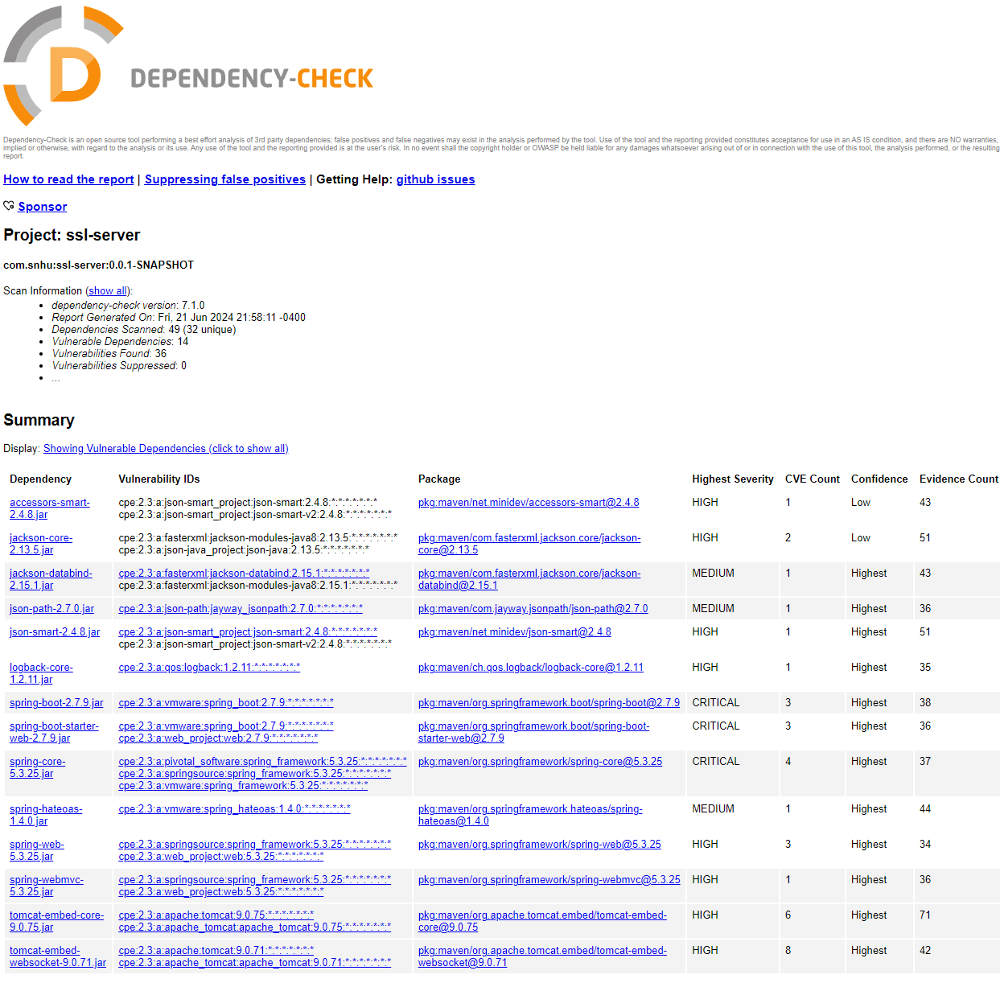 D
DEPENDENCY-CHECK
Dependency-Check is an open source tool performing a best effort analysis of 3rd party dependencies; false positives and false negatives may exist in the analysis performed by the tool. Use of the tool and the reporting provided constitutes acceptance for use in an AS IS condition, and there are NO warranties,
implied or otherwise, with regard to the analysis or its use. Any use of the tool and the reporting provided is at the user's risk. In no event shall the copyright holder or OWASP be held liable for any damages whatsoever arising out of or in connection with the use of this tool, the analysis performed, or the resulting
report.
How to read the report | Suppressing false positives | Getting Help: github issues
Sponsor
Project: ssl-server
com.snhu:ssl-server:0.0.1-SNAPSHOT
Scan Information (show all):
• dependency-check version: 7.1.0
• Report Generated On: Fri, 21 Jun 2024 21:58:11 -0400
• Dependencies Scanned: 49 (32 unique)
• Vulnerable Dependencies: 14
• Vulnerabilities Found: 36
• Vulnerabilities Suppressed: 0
• ...
Summary
Display: Showing Vulnerable Dependencies (click to show all)
Dependency Vulnerability IDs Package Highest Severity CVE Count Confidence Evidence Count
accessors-smart- cpe:2.3:a:json-smart_project:json-smart:2.4.8:*:*:*:*:*:*:* pkg:maven/net.minidev/accessors-smart@2.4.8 HIGH 1 Low 43
2.4.8.jar cpe:2.3:a:json-smart_project:json-smart-v2:2.4.8:*:*:*:*:*:*:*
jackson-core- cpe:2.3:a:fasterxml:jackson-modules-java8:2.13.5:*:*:*:*:*:*:* pkg:maven/com.fasterxml.jackson.core/jackson- HIGH 2 Low 51
2.13.5.jar cpe:2.3:a:json-java_project:json-java:2.13.5:*:*:*:*:*:*:* core@2.13.5
jackson-databind- cpe:2.3:a:fasterxml:jackson-databind:2.15.1:*:*:*:*:*:*:* pkg:maven/com.fasterxml.jackson.core/jackson- MEDIUM 1 Highest 43
2.15.1.jar cpe:2.3:a:fasterxml:jackson-modules-java8:2.15.1:*:*:*:*:*:*:* databind@2.15.1
json-path-2.7.0.jar cpe:2.3:a:json-path:jayway_jsonpath:2.7.0:*:*:*:*:*:*:* pkg:maven/com.jayway.jsonpath/json-path@2.7.0 MEDIUM 1 Highest 36
json-smart-2.4.8.jar cpe:2.3:a:json-smart_project:json-smart:2.4.8:*:*:*:*:*:*:* pkg:maven/net.minidev/json-smart@2.4.8 HIGH 1 Highest 51
cpe:2.3:a:json-smart_project:json-smart-v2:2.4.8:*:*:*:*:*:*:*
logback-core- cpe:2.3:a:qos:logback:1.2.11:*:*:*:*:*:*:* pkg:maven/ch.qos.logback/logback-core@1.2.11 HIGH 1 Highest 35
1.2.11.jar
spring-boot-2.7.9.jar cpe:2.3:a:vmware:spring_boot:2.7.9:*:*:*:*:*:*:* pkg:maven/org.springframework.boot/spring-boot@2.7.9 CRITICAL 3 Highest 38
spring-boot-starter- cpe:2.3:a:vmware:spring_boot:2.7.9:*:*:*:*:*:*:* pkg:maven/org.springframework.boot/spring-boot- CRITICAL 3 Highest 36
web-2.7.9.jar cpe:2.3:a:web_project:web:2.7.9:*:*:*:*:*:*:* starter-web@2.7.9
spring-core- cpe:2.3:a:pivotal_software:spring_framework:5.3.25:*:*:*:*:*:*:* pkg:maven/org.springframework/spring-core@5.3.25 CRITICAL 4 Highest 37
5.3.25.jar cpe:2.3:a:springsource:spring_framework:5.3.25:*:*:*:*:*:*:*
cpe:2.3:a:vmware:spring_framework:5.3.25:*:*:*:*:*:*:*
spring-hateoas- cpe:2.3:a:vmware:spring_hateoas:1.4.0:*:*:*:*:*:*:* pkg:maven/org.springframework.hateoas/spring- MEDIUM 1 Highest 44
1.4.0.jar hateoas@1.4.0
spring-web- cpe:2.3:a:springsource:spring_framework:5.3.25:*:*:*:*:*:*:* pkg:maven/org.springframework/spring-web@5.3.25 HIGH 3 Highest 34
5.3.25.jar cpe:2.3:a:web_project:web:5.3.25:*:*:*:*:*:*:*
spring-webmvc- cpe:2.3:a:springsource:spring_framework:5.3.25:*:*:*:*:*:*:* pkg:maven/org.springframework/spring-webmvc@5.3.25 HIGH 1 Highest 36
5.3.25.jar cpe:2.3:a:web_project:web:5.3.25:*:*:*:*:*:*:*
tomcat-embed-core- cpe:2.3:a:apache:tomcat:9.0.75:*:*:*:*:*:*:* pkg:maven/org.apache.tomcat.embed/tomcat-embed- HIGH 6 Highest 71
9.0.75.jar cpe:2.3:a:apache_tomcat:apache_tomcat:9.0.75:*:*:*:*:*:*:* core@9.0.75
tomcat-embed- cpe:2.3:a:apache:tomcat:9.0.71:*:*:*:*:*:*:* pkg:maven/org.apache.tomcat.embed/tomcat-embed- HIGH 8 Highest 42
websocket-9.0.71.jar cpe:2.3:a:apache_tomcat:apache_tomcat:9.0.71:*:*:*:*:*:*:* websocket@9.0.71